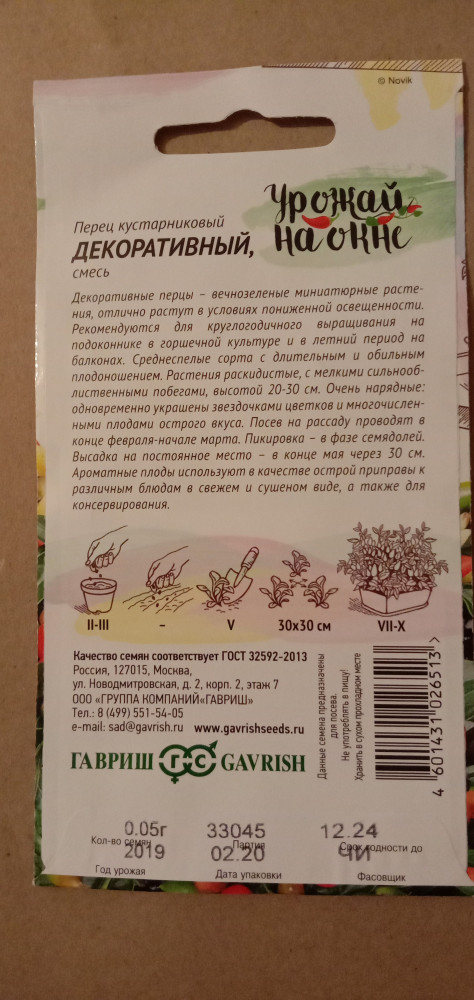 © Novik
Урожай
на окне
Перец кустарниковый
ДЕКОРАТИВНЫЙ,
смесь
Декоративные перцы – вечнозеленые миниатюрные расте-
ния, отлично растут в условиях пониженной освещенности.
Рекомендуются для круглогодичного выращивания на
подоконнике в горшечной культуре и в летний период на
балконах. Среднеспелые сорта с длительным и обильным
плодоношением. Растения раскидистые, с мелкими сильнооб-
лиственными побегами, высотой 20-30 см. Очень нарядные:
одновременно украшены звездочками цветков и многочислен-
ными плодами острого вкуса. Посев на рассаду проводят в
конце февраля-начале марта. Пикировка – в фазе семядолей.
Высадка на постоянное место – в конце мая через 30 см.
Ароматные плоды используют в качестве острой приправы к
различным блюдам в свежем и сушеном виде, а также для
консервирования.
II-III – V 30х30 см VII-X
Качество семян соответствует ГОСТ 32592-2013
Россия, 127015, Москва,
ул. Новодмитровская, д. 2, корп. 2, этаж 7
ООО «ГРУППА КОМПАНИЙ«ГАВРИШ»
Тел.: 8 (499) 551-54-05
e-mail: sad@gavrish.ru www.gavrishseeds.ru
Данные семена предназначены
для посева.
Не употреблять в пищу!
Хранить в сухом прохладном месте
4 601431 026513
ГАВРИШ Г С GAVRISH
0.05г 33045 12.24
Кол-во семян Партия Срок годности до
2019 02.20 ЧИ
Год урожая Дата упаковки Фасовщик